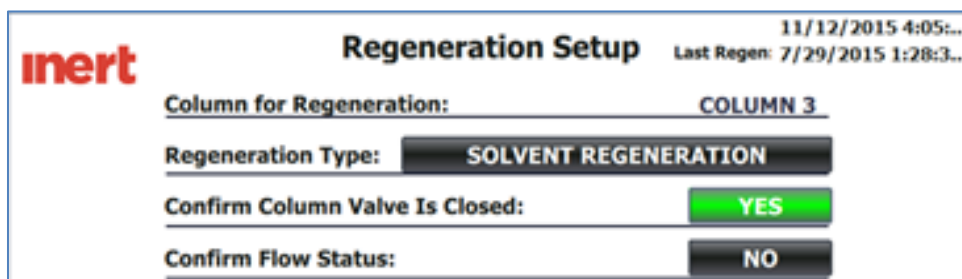 11/12/2015 4:05:..
inert
Regeneration Setup
Last Regen: 7/29/2015 1:28:3..
Column for Regeneration: COLUMN 3
Regeneration Type: SOLVENT REGENERATION
Confirm Column Valve Is Closed: YES
Confirm Flow Status: NO